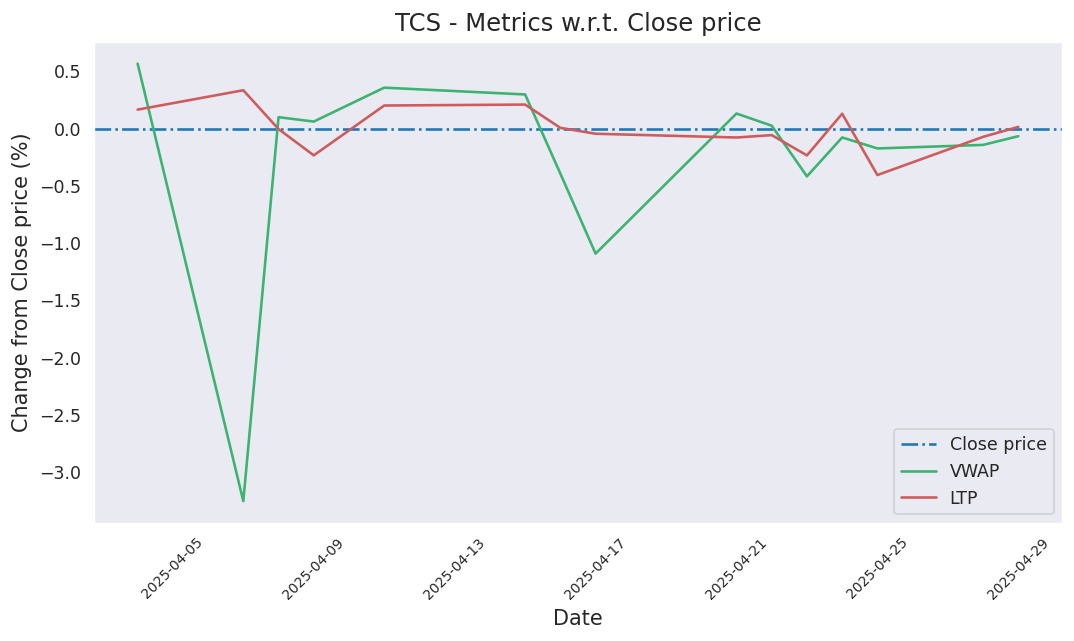 TCS - Metrics w.r.t. Close price
Change from Close price (%)
0.5
0.0
−0.5
−1.0
−1.5
−2.0
−2.5
−3.0
Close price
VWAP
LTP
2025-04-05
2025-04-09
2025-04-13
2025-04-17
2025-04-21
2025-04-25
2025-04-29
Date